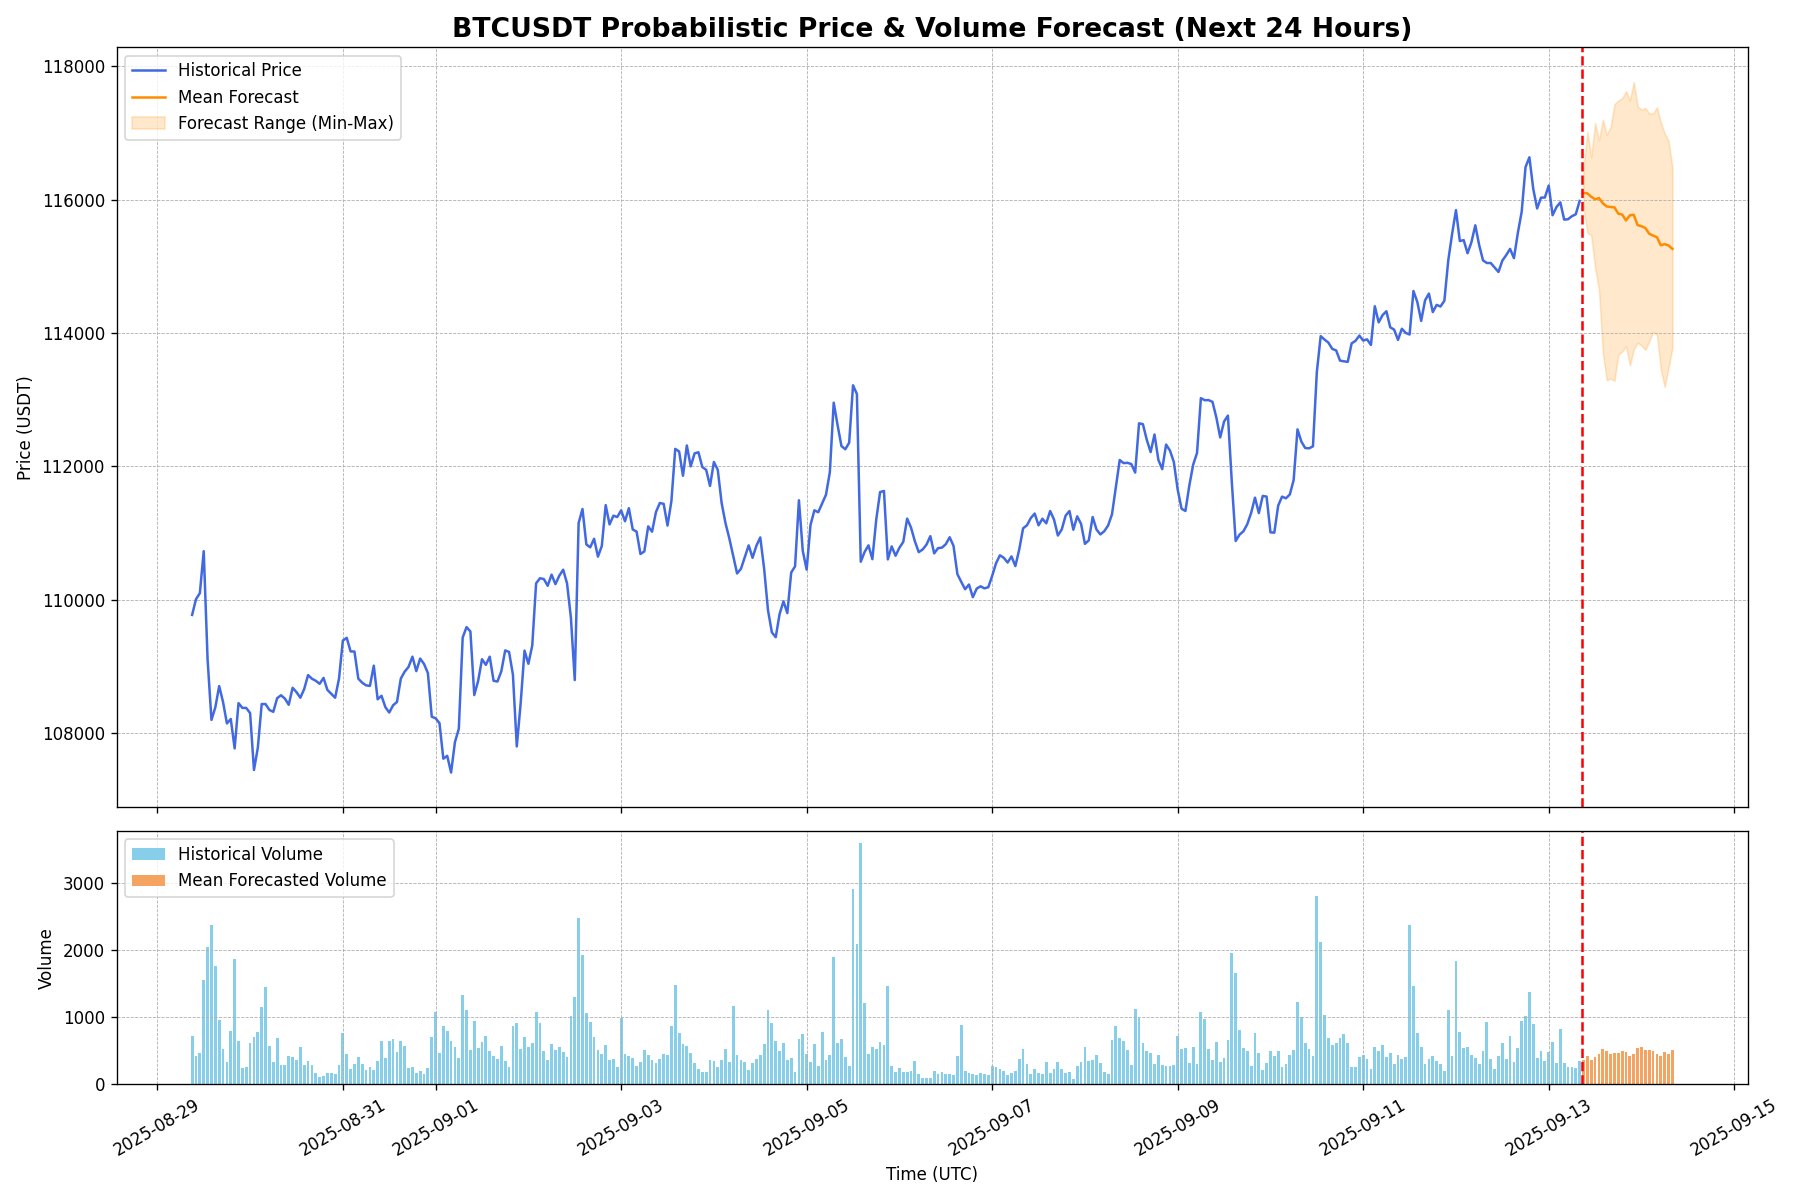 BTCUSDT Probabilistic Price & Volume Forecast (Next 24 Hours)
Historical Price
Mean Forecast
Forecast Range (Min-Max)
118000
116000
114000
112000
110000
108000
Price (USDT)
Historical Volume
Mean Forecasted Volume
3000
2000
1000
0
Volume
2025-08-29
2025-08-31
2025-09-01
2025-09-03
2025-09-05
2025-09-07
2025-09-09
2025-09-11
2025-09-13
2025-09-15
Time (UTC)